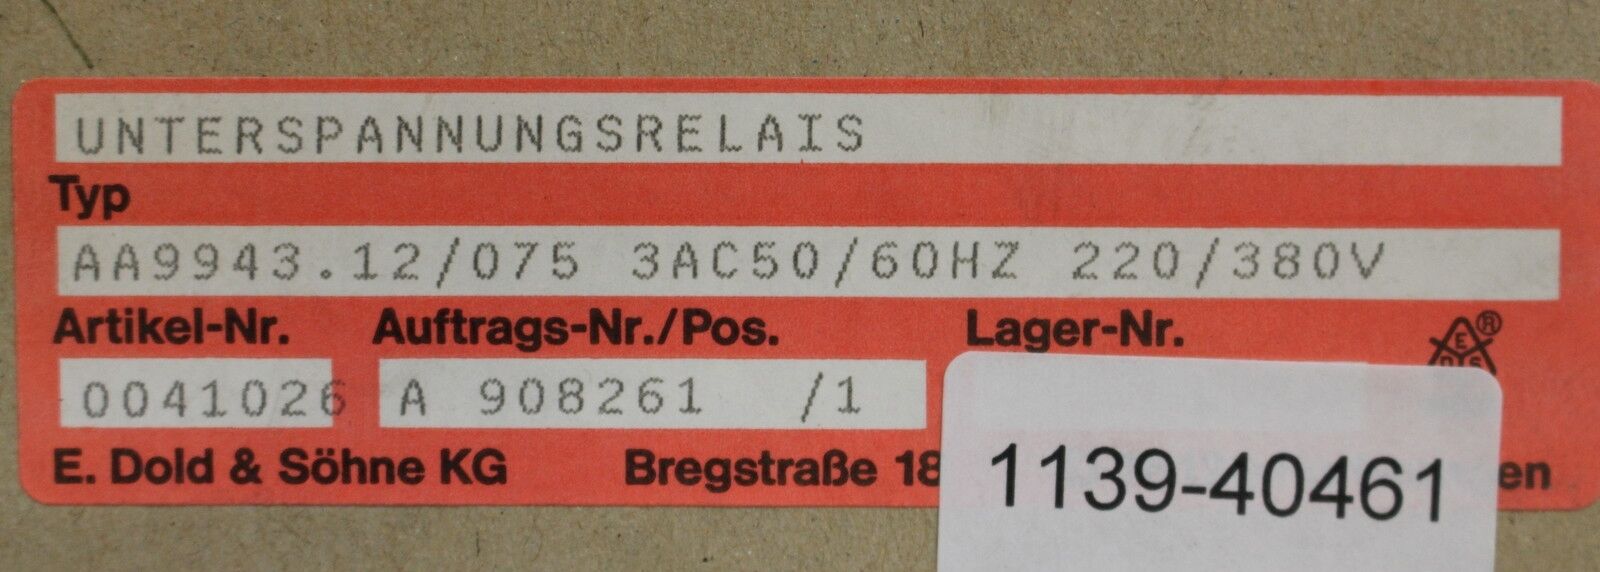 UNTERSPANNUNGSRELAIS
Typ
AA9943.12/075 3AC50/60HZ 220/380V
Artikel-Nr. Auftrags-Nr./Pos. Lager-Nr.
0041026 A 908261 /1
E. Dold & Söhne KG Bregstraße 18
1139-40461